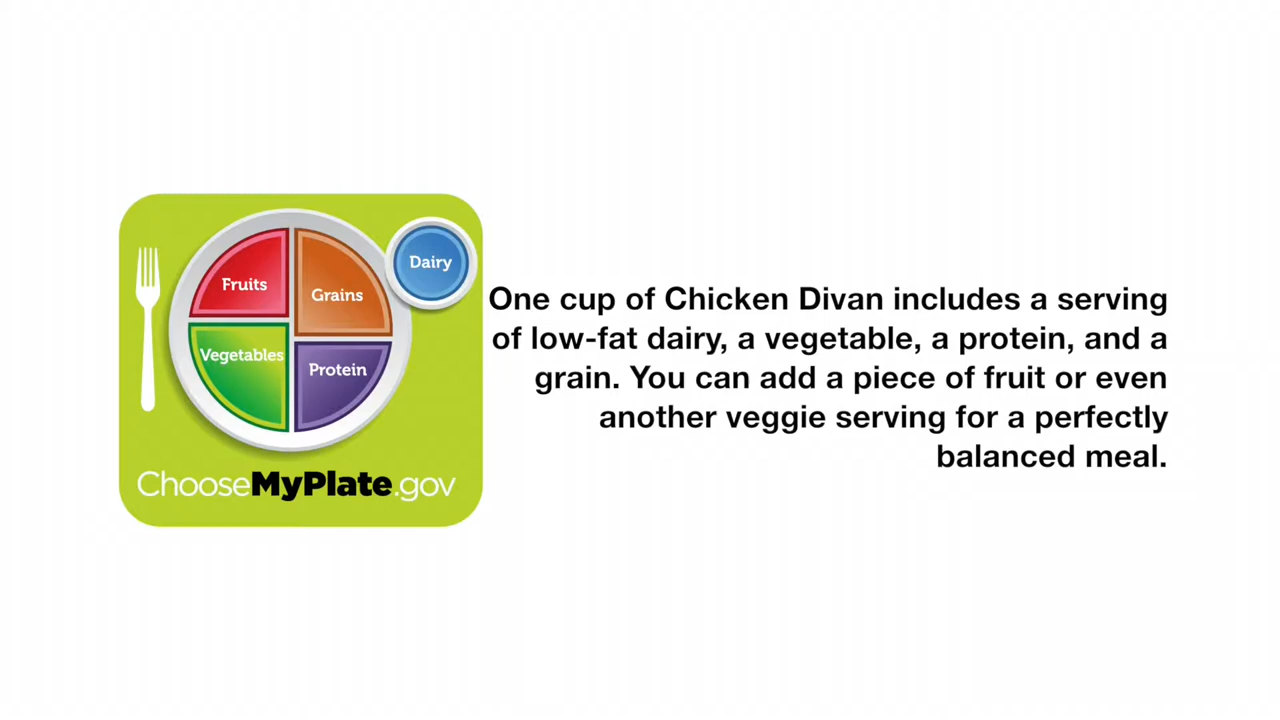 Fruits
Grains
Dairy
Vegetables
Protein
ChooseMyPlate.gov
One cup of Chicken Divan includes a serving
of low-fat dairy, a vegetable, a protein, and a
grain. You can add a piece of fruit or even
another veggie serving for a perfectly
balanced meal.